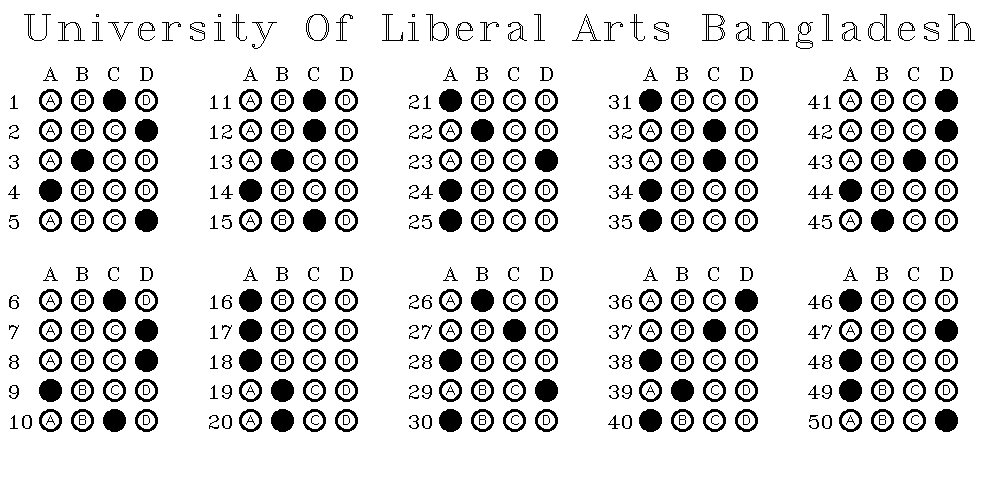 University Of Liberal Arts Bangladesh
A B C D A B C D A B C D A B C D A B C D
1 A B D 11 A B D 21 B C D 31 B C D 41 A B C
2 A B C 12 A B D 22 A C D 32 A B D 42 A B C
3 A C D 13 A C D 23 A B C 33 A B D 43 A B D
4 B C D 14 B C D 24 B C D 34 B C D 44 B C D
5 A B C 15 A B D 25 B C D 35 B C D 45 A C D
A B C D A B C D A B C D A B C D A B C D
6 A B D 16 B C D 26 A C D 36 A B C 46 B C D
7 A B C 17 B C D 27 A B D 37 A B D 47 A B C
8 A B C 18 B C D 28 B C D 38 B C D 48 B C D
9 B C D 19 A C D 29 A B C 39 A C D 49 B C D
10 A B D 20 A C D 30 B C D 40 B C D 50 A B C